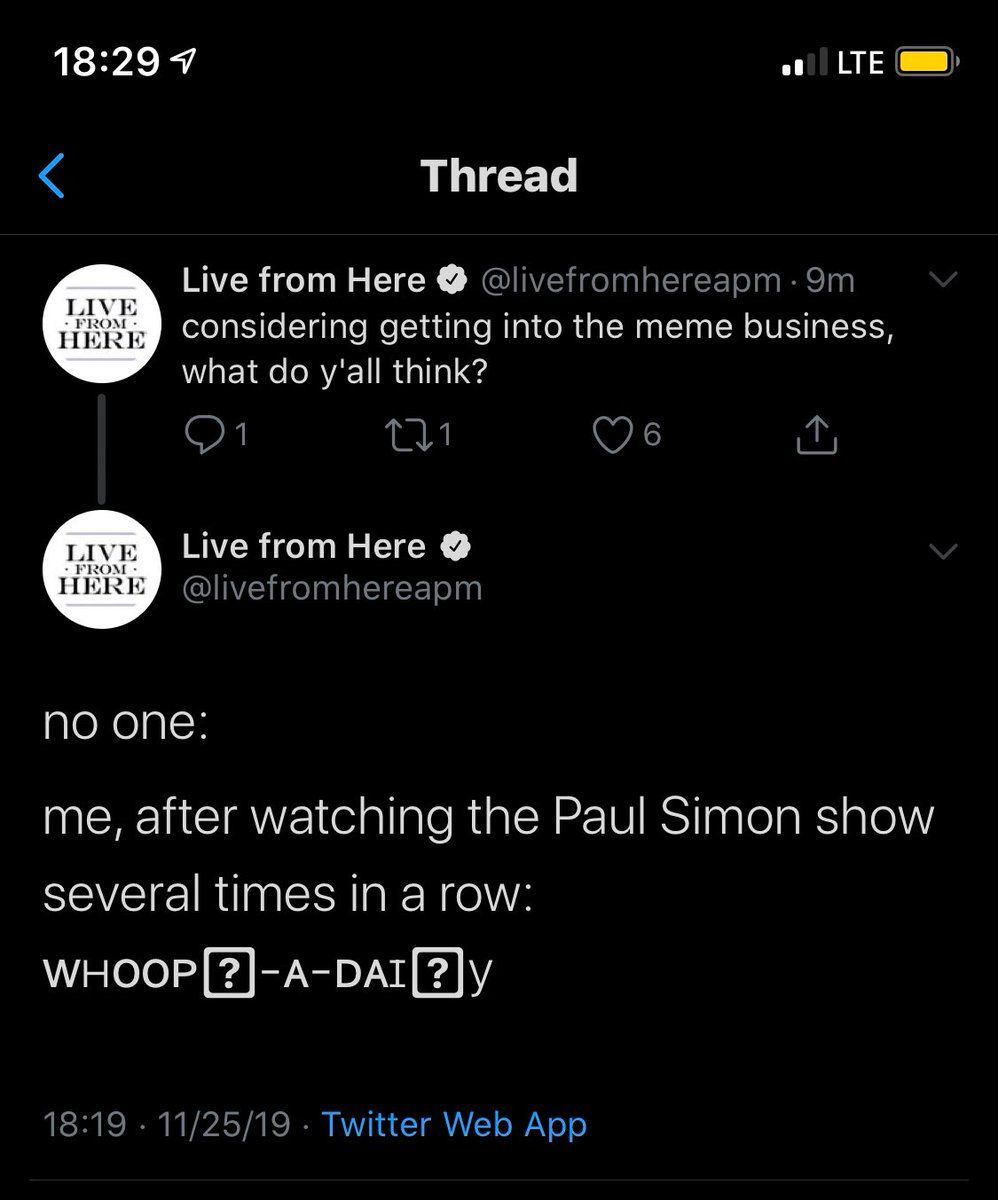 18:29 LTE
Thread
LIVE
· FROM ·
HERE
Live from Here @livefromhereapm · 9m
considering getting into the meme business,
what do y'all think?
1 1 6
LIVE
· FROM ·
HERE
Live from Here
@livefromhereapm
no one:
me, after watching the Paul Simon show
several times in a row:
ᴡHOOP⍰-ᴀ-ᴅᴀɪ⍰y
18:19 · 11/25/19 · Twitter Web App